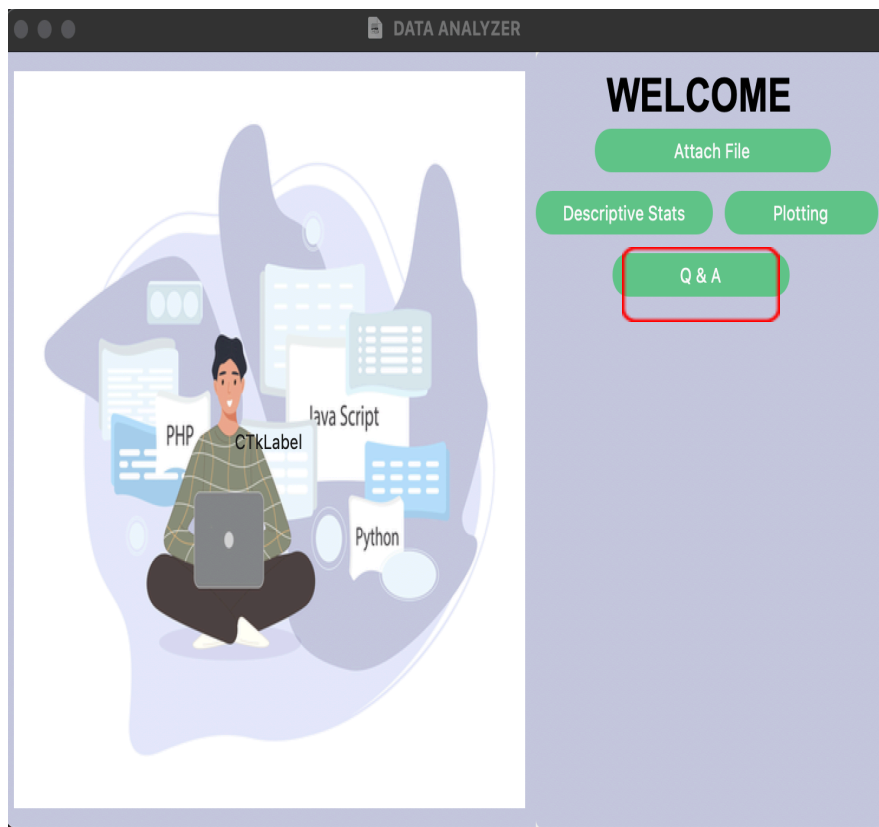 DATA ANALYZER
WELCOME
Attach File
Descriptive Stats
Plotting
Q & A
Java Script
PHP
CTkLabel
Python